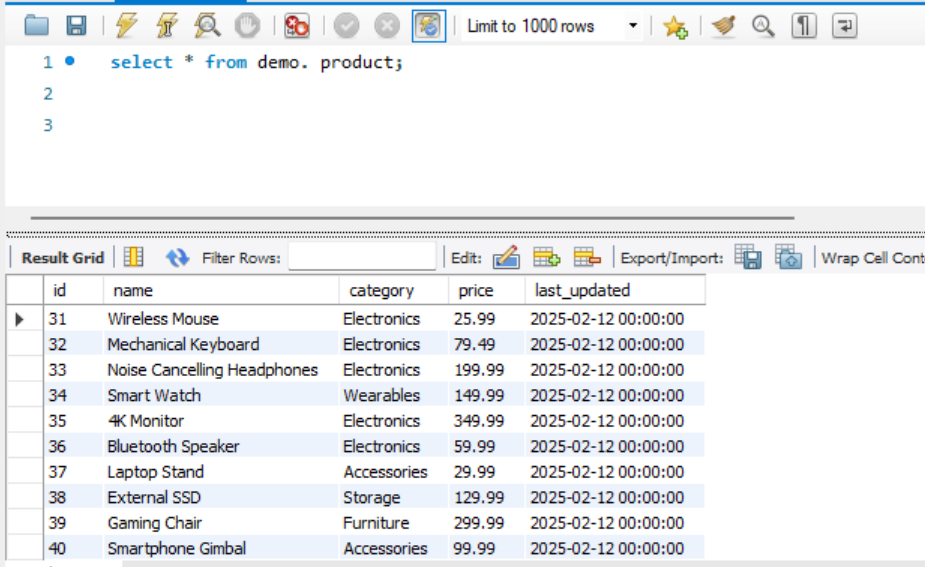 Limit to 1000 rows
1 select * from demo. product;
2
3
Result Grid Filter Rows: Edit: Export/Import: Wrap Cell Conte
id name category price last_updated
31 Wireless Mouse Electronics 25.99 2025-02-12 00:00:00
32 Mechanical Keyboard Electronics 79.49 2025-02-12 00:00:00
33 Noise Cancelling Headphones Electronics 199.99 2025-02-12 00:00:00
34 Smart Watch Wearables 149.99 2025-02-12 00:00:00
35 4K Monitor Electronics 349.99 2025-02-12 00:00:00
36 Bluetooth Speaker Electronics 59.99 2025-02-12 00:00:00
37 Laptop Stand Accessories 29.99 2025-02-12 00:00:00
38 External SSD Storage 129.99 2025-02-12 00:00:00
39 Gaming Chair Furniture 299.99 2025-02-12 00:00:00
40 Smartphone Gimbal Accessories 99.99 2025-02-12 00:00:00